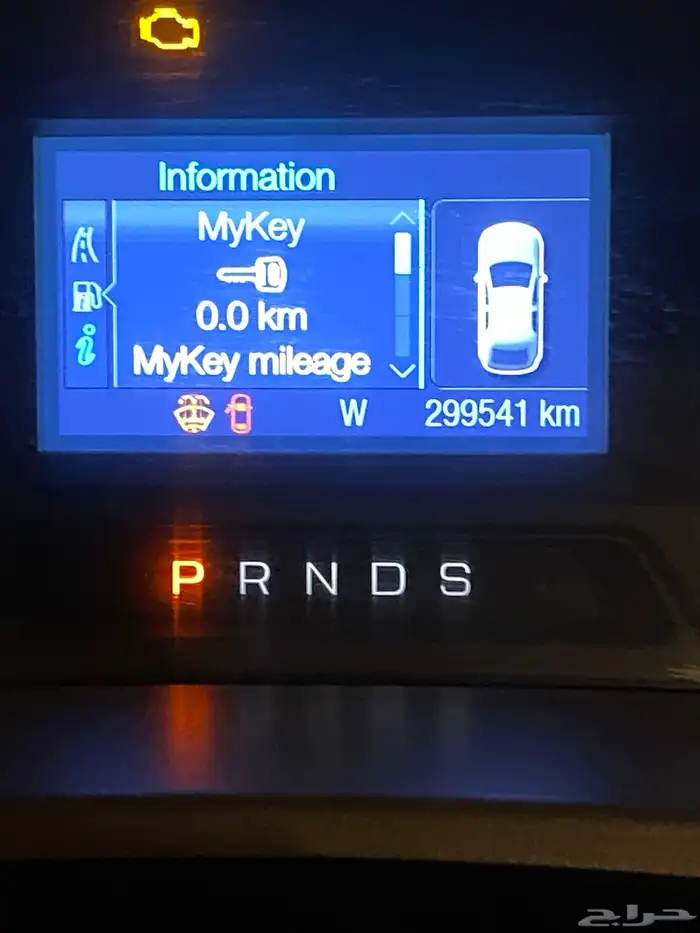 Information
MyKey
0.0 km
MyKey mileage
W 299541 km
P R N D S
حراج